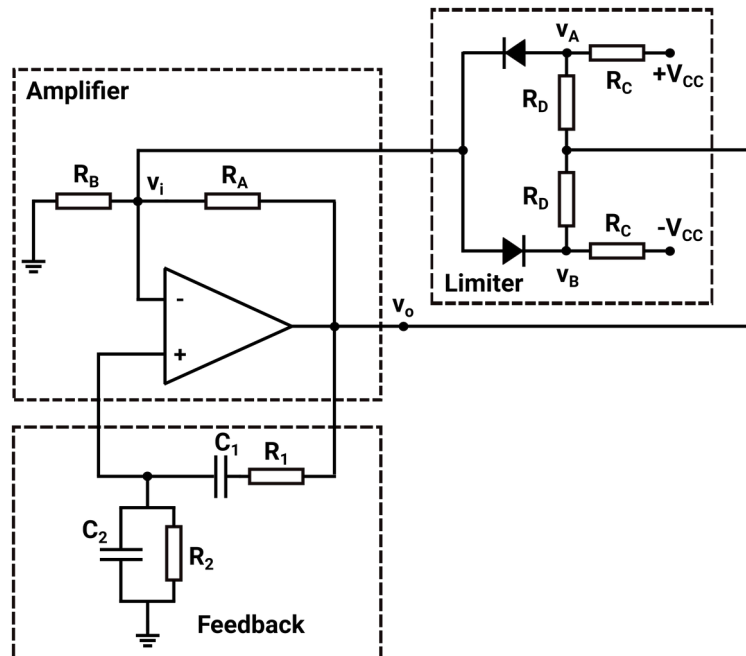 Amplifier
R_B
v_i
R_A
-
+
v_o
v_A
R_C
+V_CC
R_D
R_D
R_C
-V_CC
v_B
Limiter
C_1
R_1
C_2
R_2
Feedback